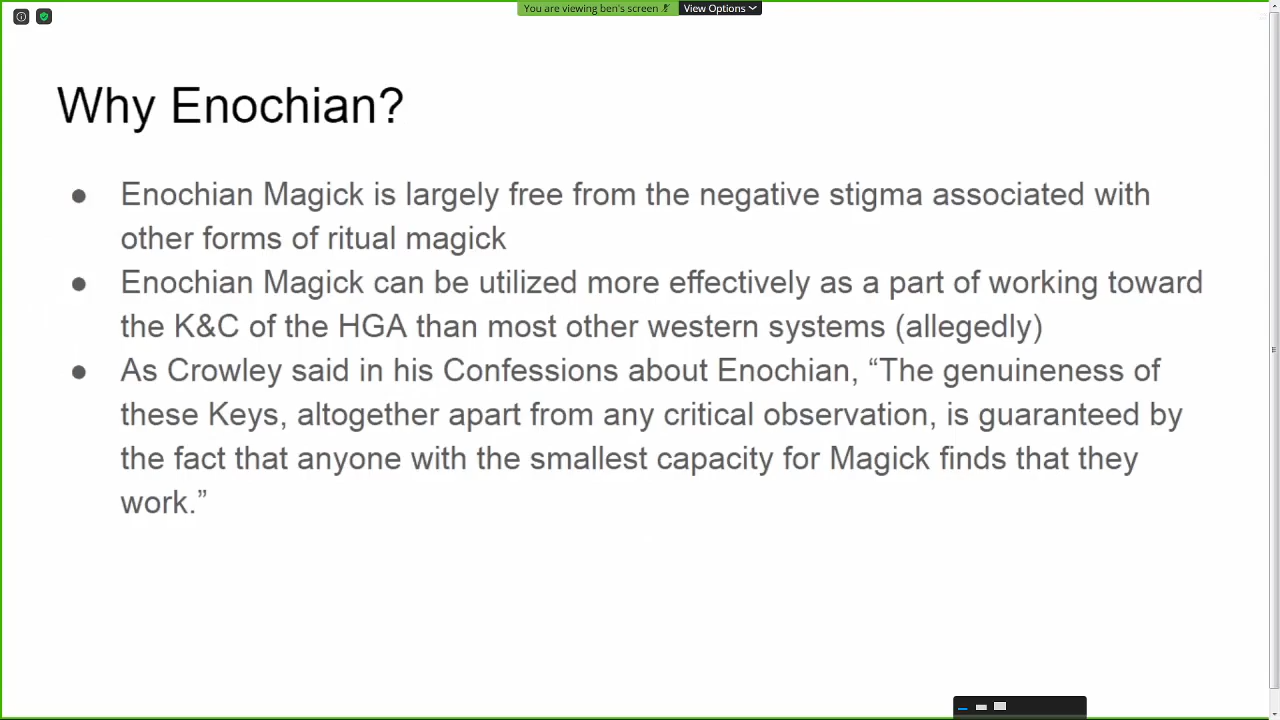 You are viewing ben's screen
View Options
Why Enochian?
● Enochian Magick is largely free from the negative stigma associated with
other forms of ritual magick
● Enochian Magick can be utilized more effectively as a part of working toward
the K&C of the HGA than most other western systems (allegedly)
● As Crowley said in his Confessions about Enochian, “The genuineness of
these Keys, altogether apart from any critical observation, is guaranteed by
the fact that anyone with the smallest capacity for Magick finds that they
work.”